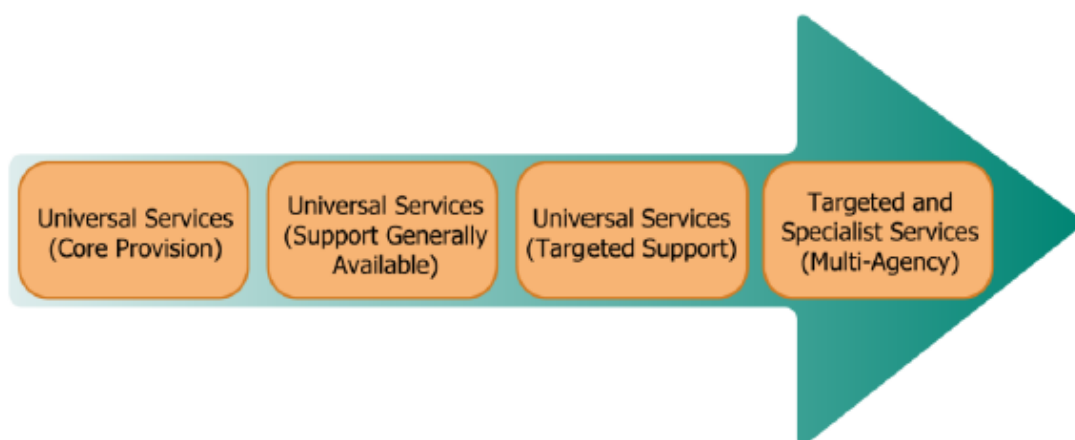 Universal Services
(Core Provision)
Universal Services
(Support Generally
Available)
Universal Services
(Targeted Support)
Targeted and
Specialist Services
(Multi-Agency)